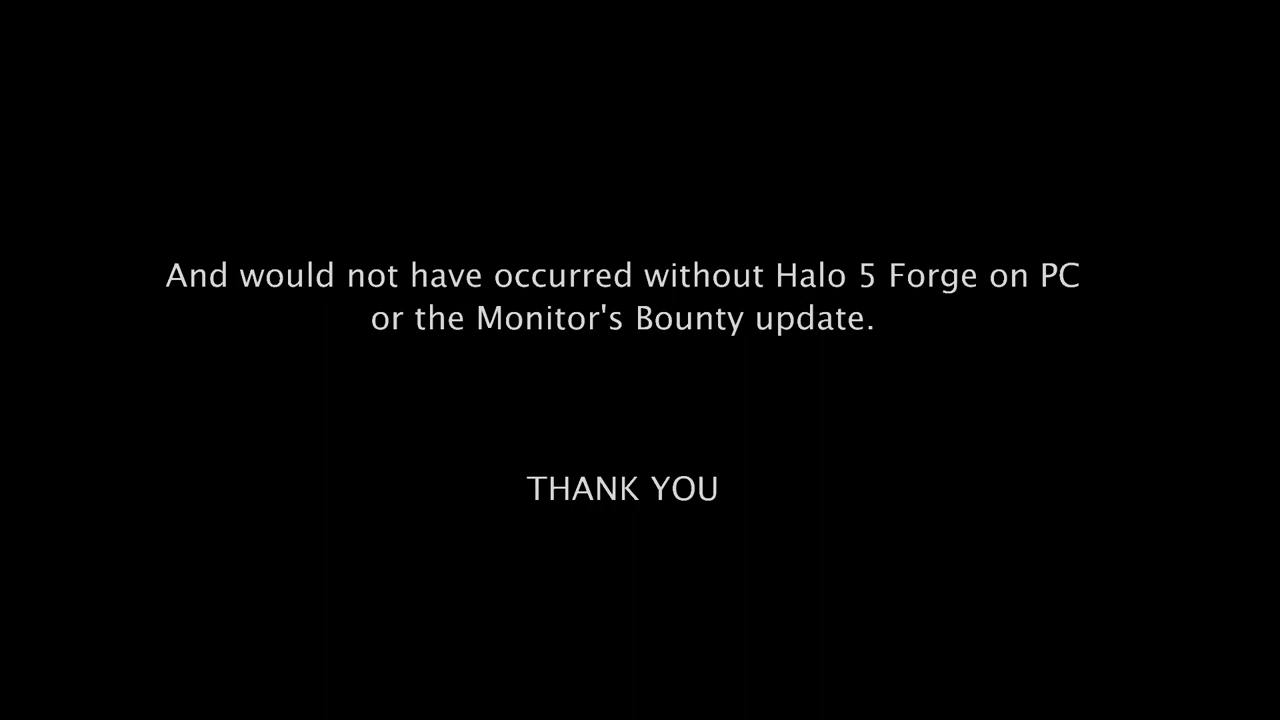 And would not have occurred without Halo 5 Forge on PC
or the Monitor's Bounty update.
THANK YOU